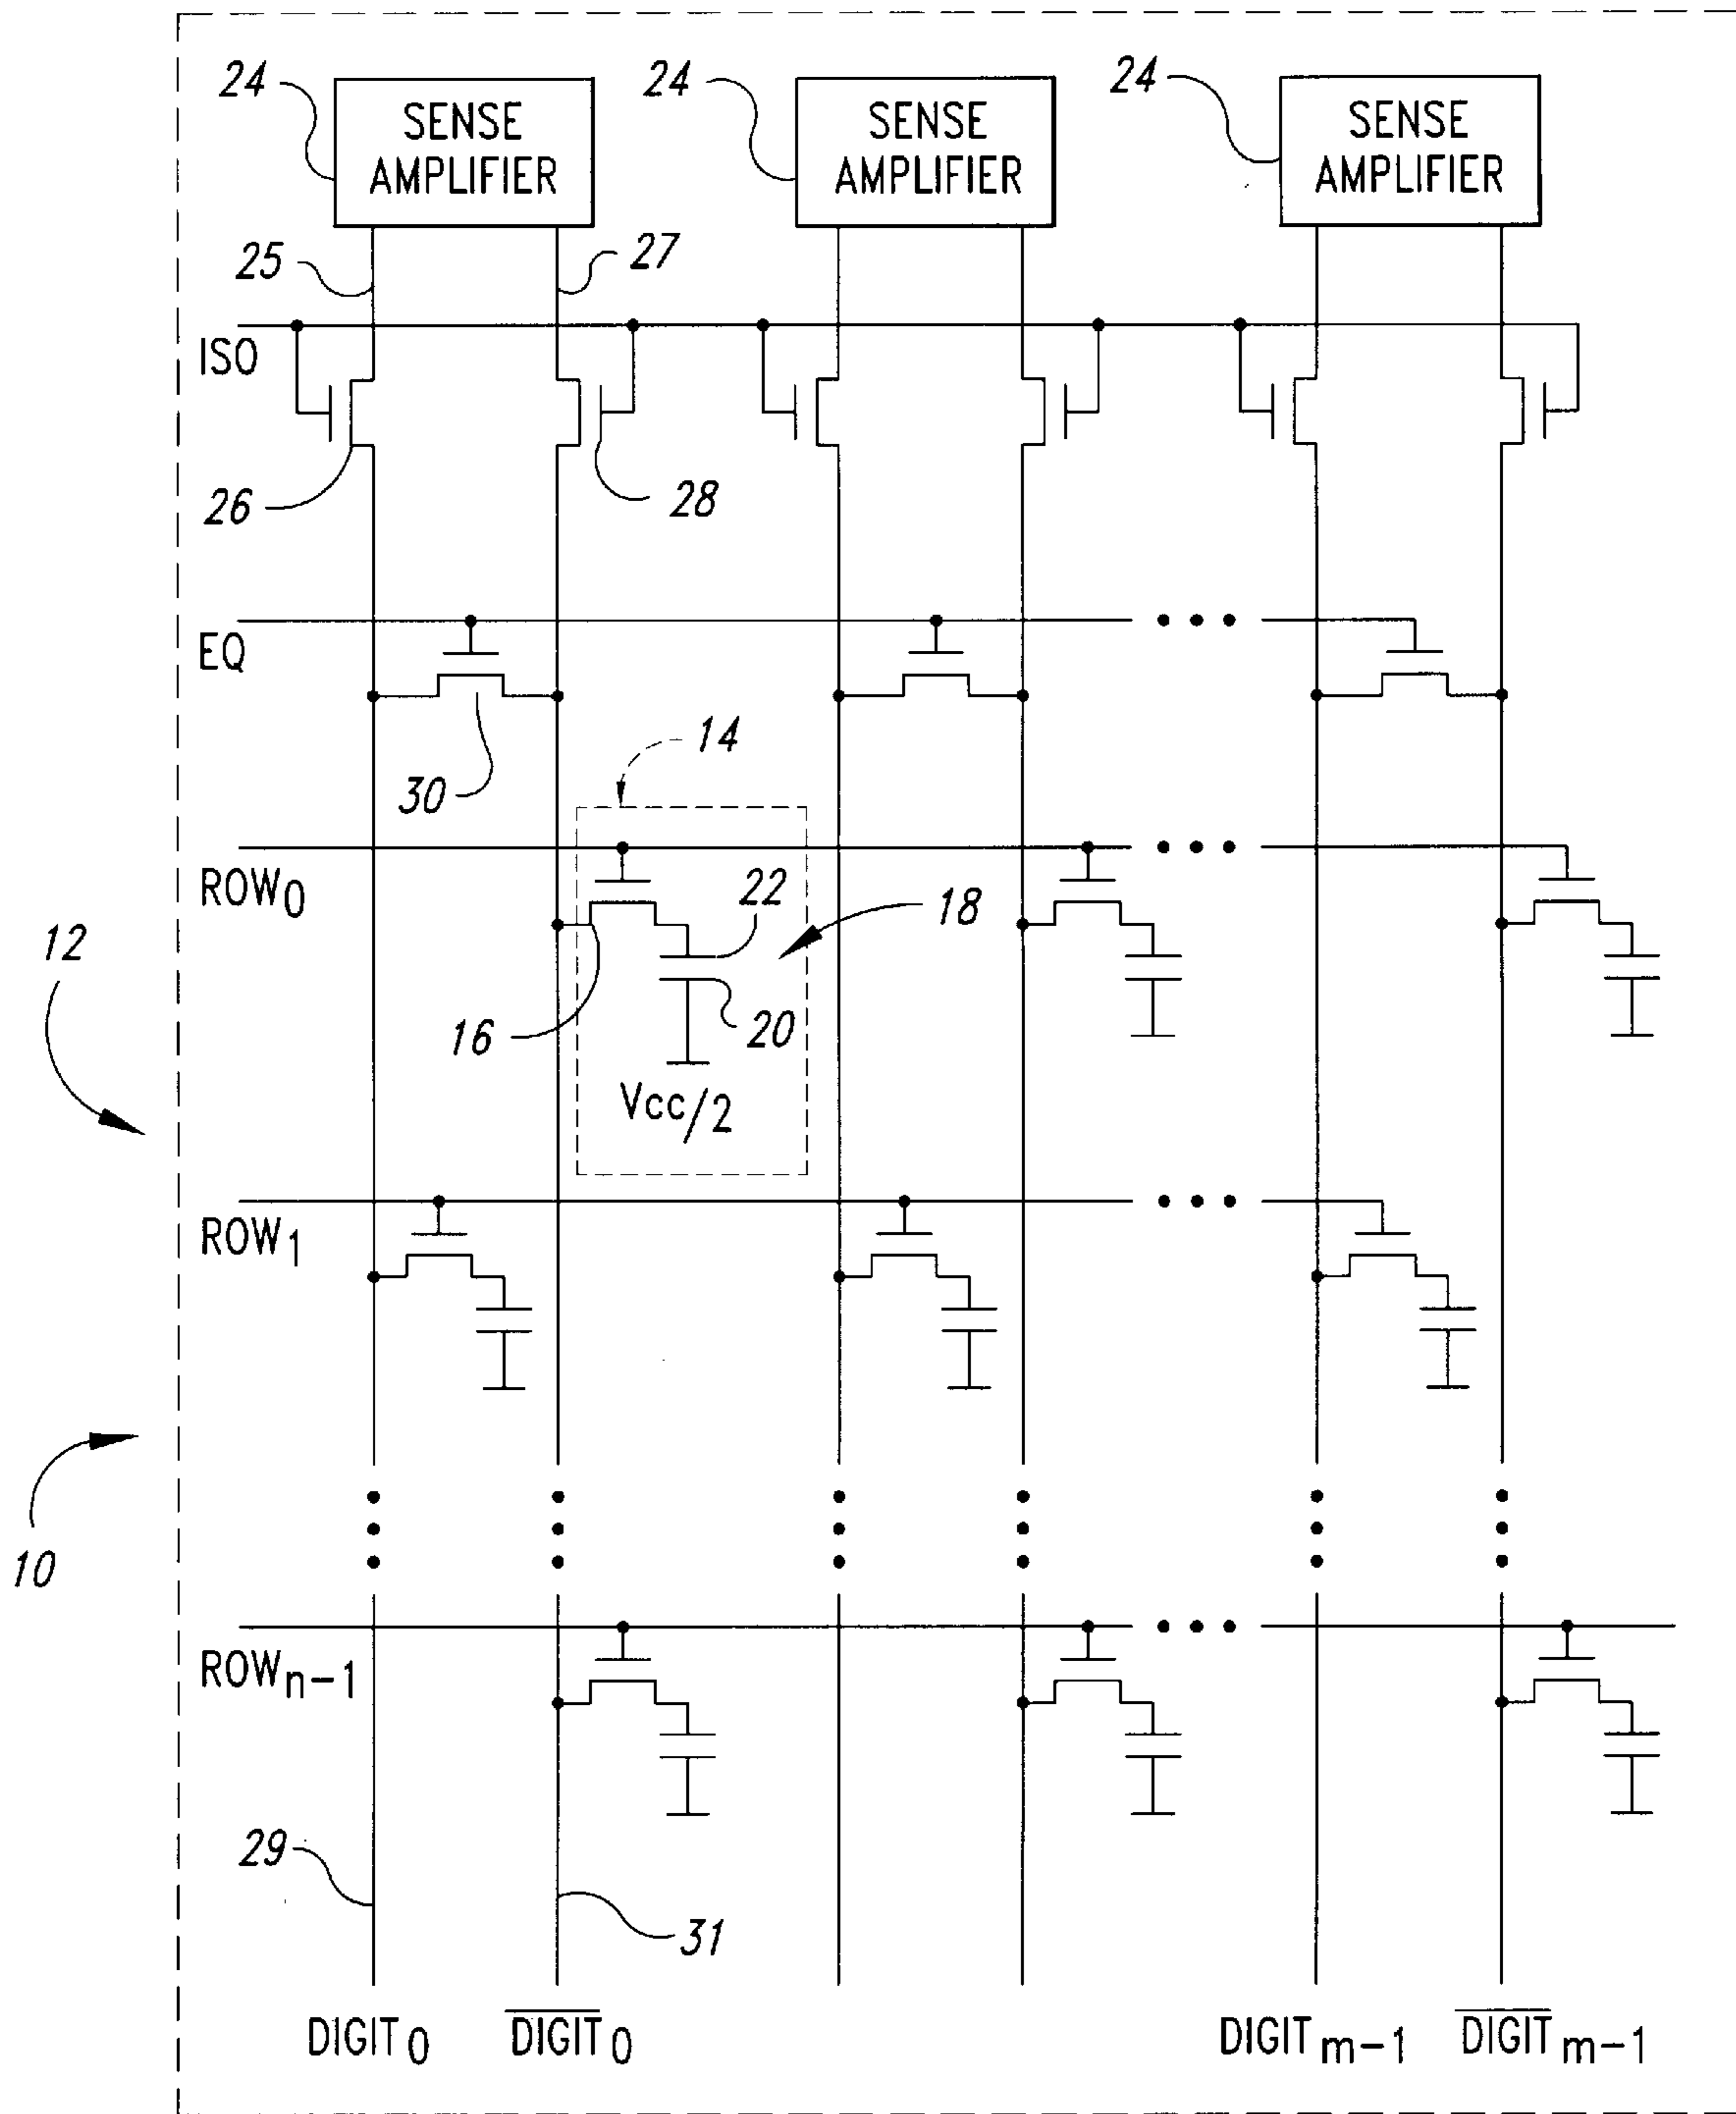 24
SENSE
AMPLIFIER
24
SENSE
AMPLIFIER
24
SENSE
AMPLIFIER
25
27
ISO
26
28
EQ
30
14
ROW0
22
18
12
16
20
Vcc/2
ROW1
10
ROWn-1
29
31
DIGIT0
DIGIT0
DIGITm-1
DIGITm-1